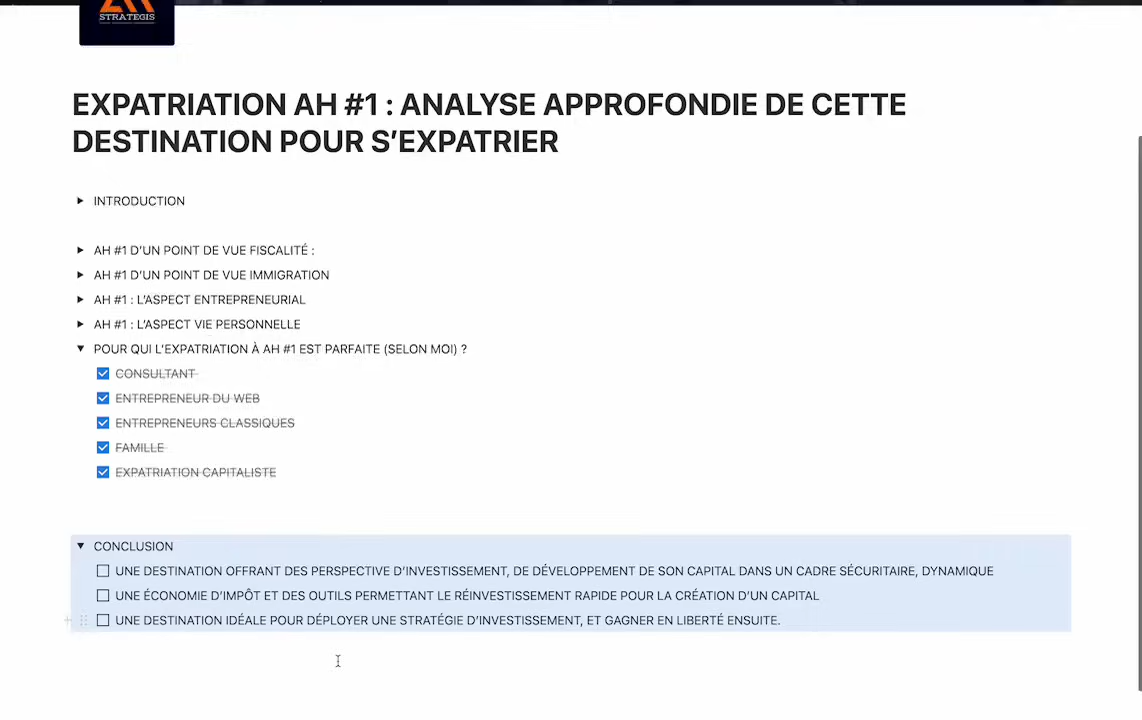 STRATEGIS
EXPATRIATION AH #1 : ANALYSE APPROFONDIE DE CETTE
DESTINATION POUR S'EXPATRIER
INTRODUCTION
AH #1 D'UN POINT DE VUE FISCALITÉ :
AH #1 D'UN POINT DE VUE IMMIGRATION
AH #1 : L'ASPECT ENTREPRENEURIAL
AH #1 : L'ASPECT VIE PERSONNELLE
POUR QUI L'EXPATRIATION À AH #1 EST PARFAITE (SELON MOI) ?
CONSULTANT
ENTREPRENEUR DU WEB
ENTREPRENEURS CLASSIQUES
FAMILLE
EXPATRIATION CAPITALISTE
CONCLUSION
UNE DESTINATION OFFRANT DES PERSPECTIVE D'INVESTISSEMENT, DE DÉVELOPPEMENT DE SON CAPITAL DANS UN CADRE SÉCURITAIRE, DYNAMIQUE
UNE ÉCONOMIE D'IMPÔT ET DES OUTILS PERMETTANT LE RÉINVESTISSEMENT RAPIDE POUR LA CRÉATION D'UN CAPITAL
UNE DESTINATION IDÉALE POUR DÉPLOYER UNE STRATÉGIE D'INVESTISSEMENT, ET GAGNER EN LIBERTÉ ENSUITE.